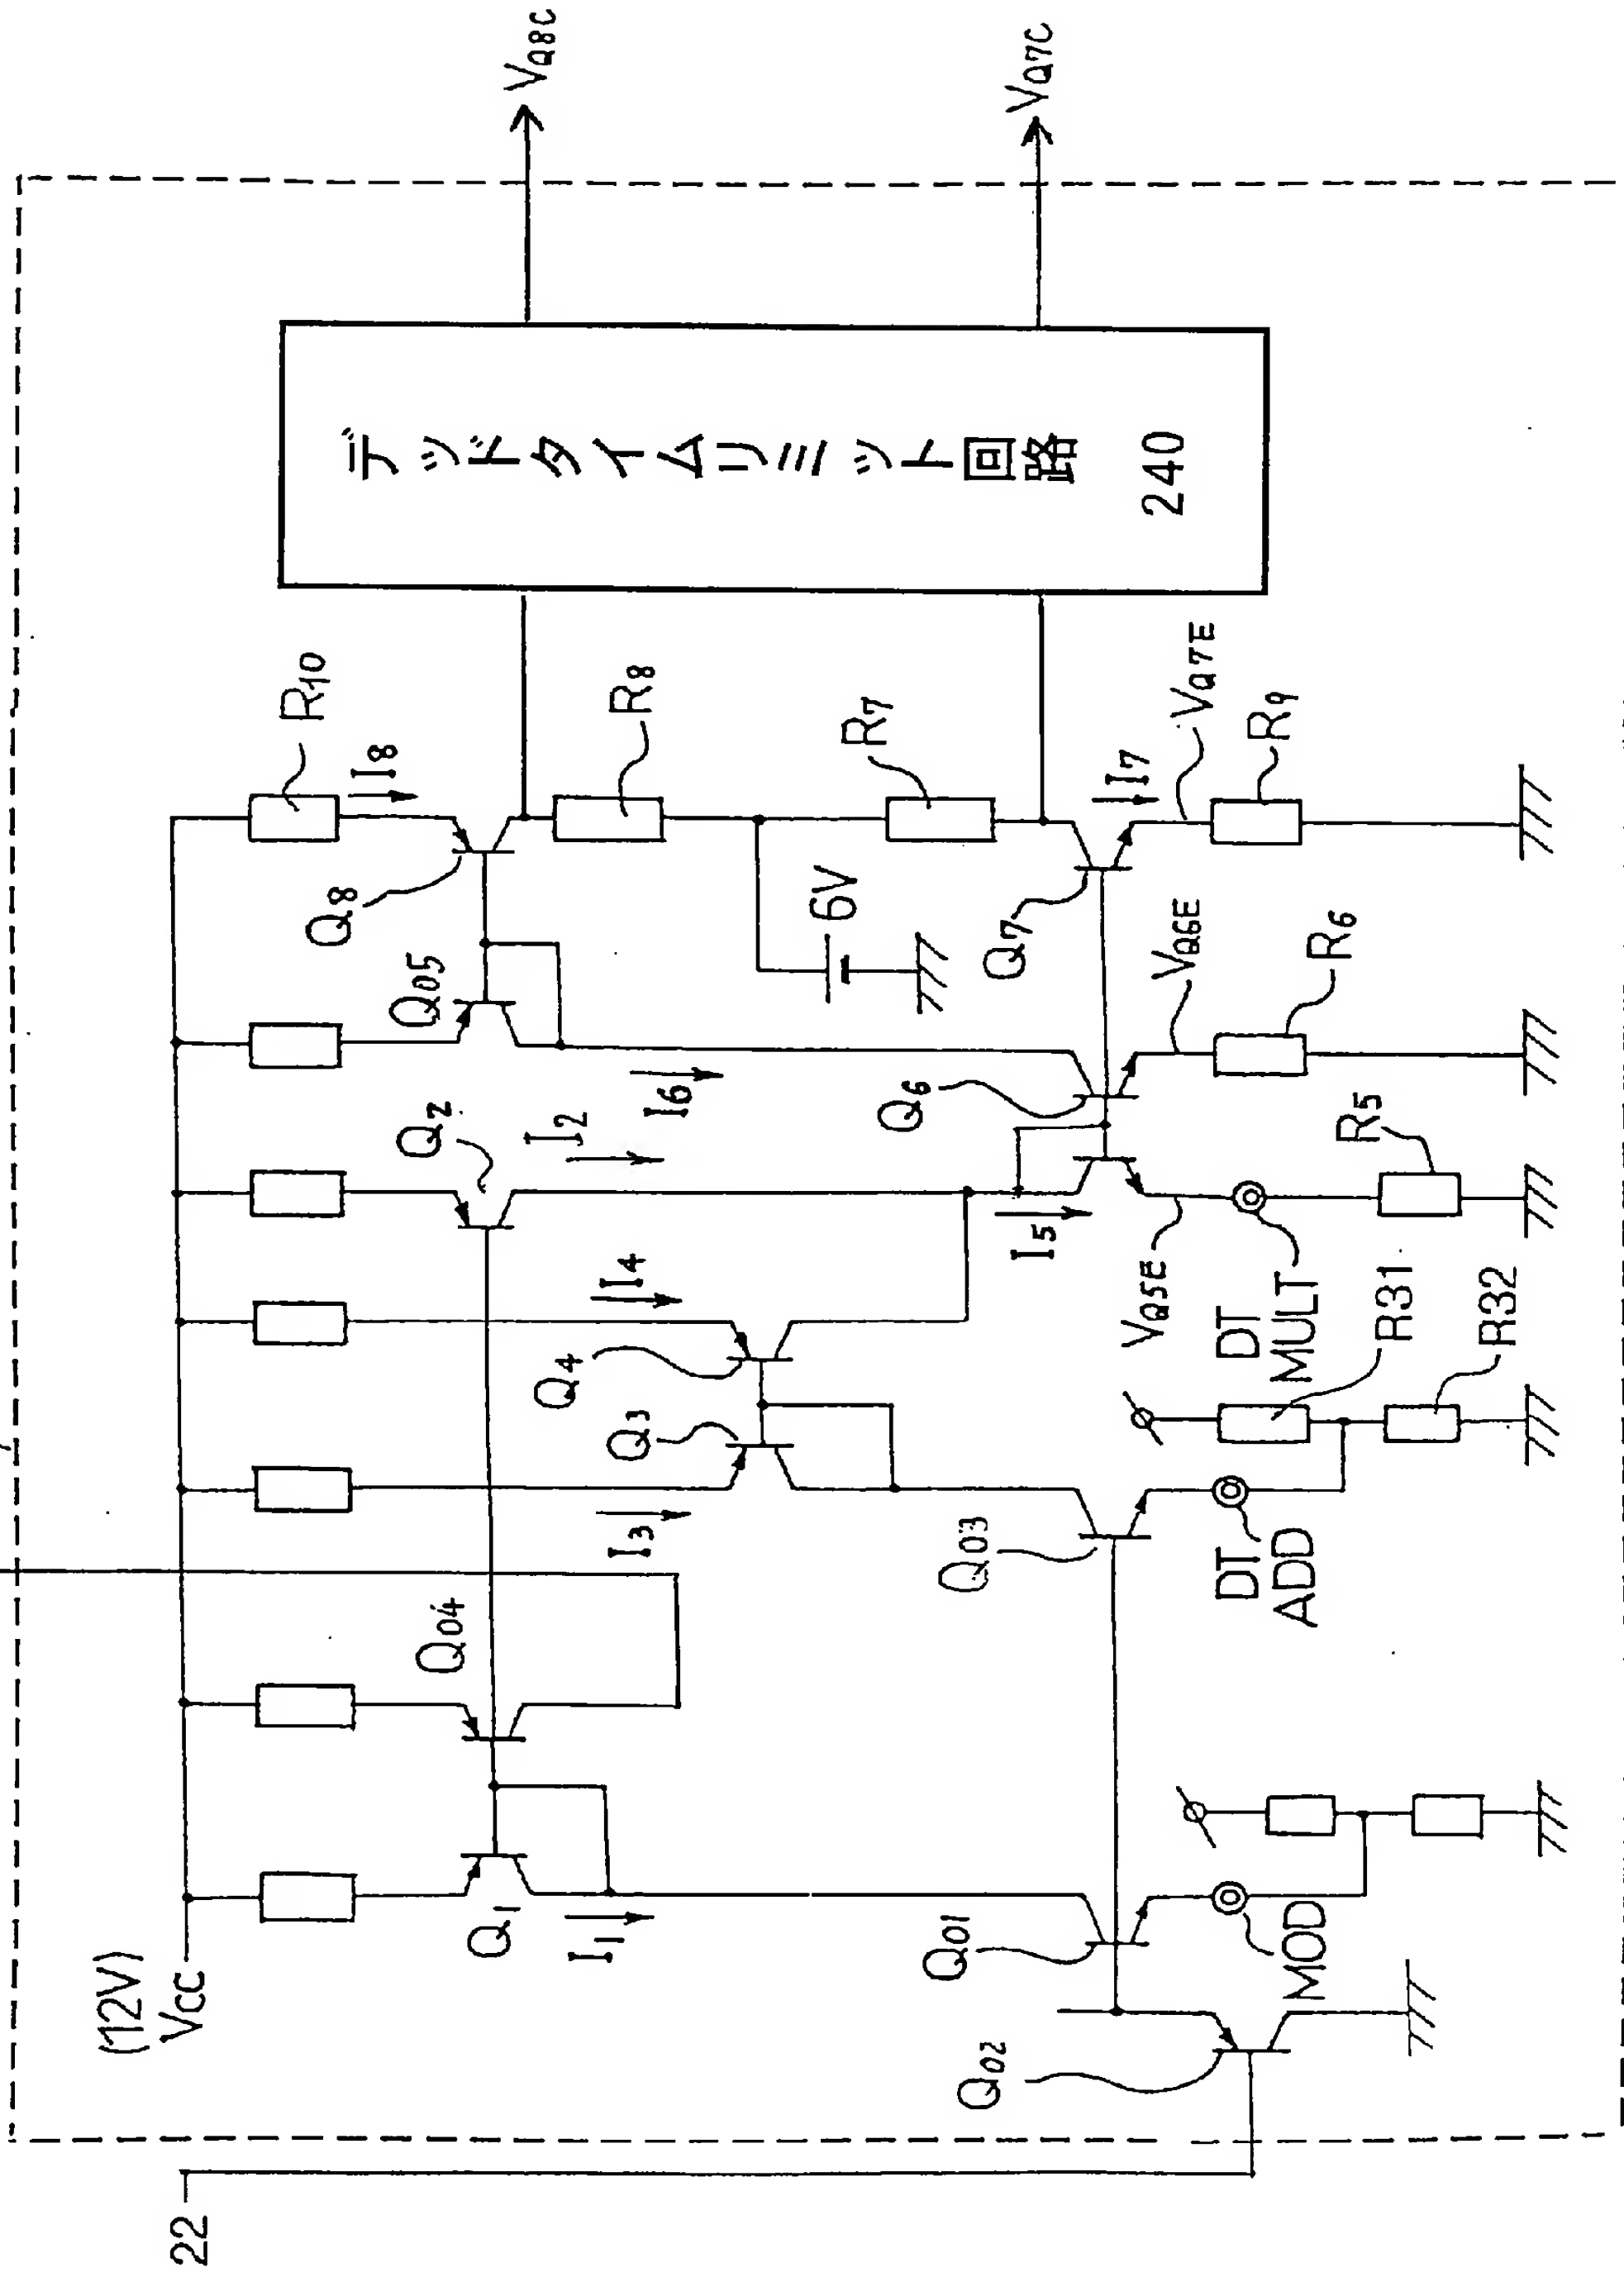 22
(12V)
VCC
Q1
I1
Q04
Q01
Q02
MOD
I3
Q3
Q4
I4
Q03
DT
ADD
R31
R32
Q2
I2
I5
VQ5E
DT
MULT
R5
Q05
I6
Q6
VQ6E
R6
Q8
R10
I8
R8
6V
R7
Q7
I7
VQ7E
R9
デッドタイムリミット回路
240
VQ8C
VQ7C